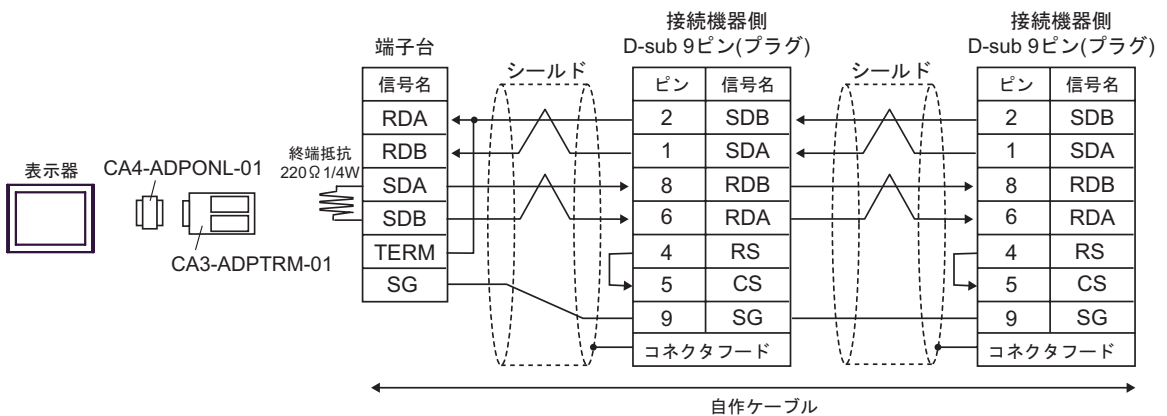 表示器
CA4-ADPONL-01
CA3-ADPTRM-01
終端抵抗
220Ω1/4W
端子台
信号名
RDA
RDB
SDA
SDB
TERM
SG
シールド
接続機器側
D-sub 9ピン(プラグ)
ピン 信号名
2 SDB
1 SDA
8 RDB
6 RDA
4 RS
5 CS
9 SG
コネクタフード
シールド
接続機器側
D-sub 9ピン(プラグ)
ピン 信号名
2 SDB
1 SDA
8 RDB
6 RDA
4 RS
5 CS
9 SG
コネクタフード
自作ケーブル